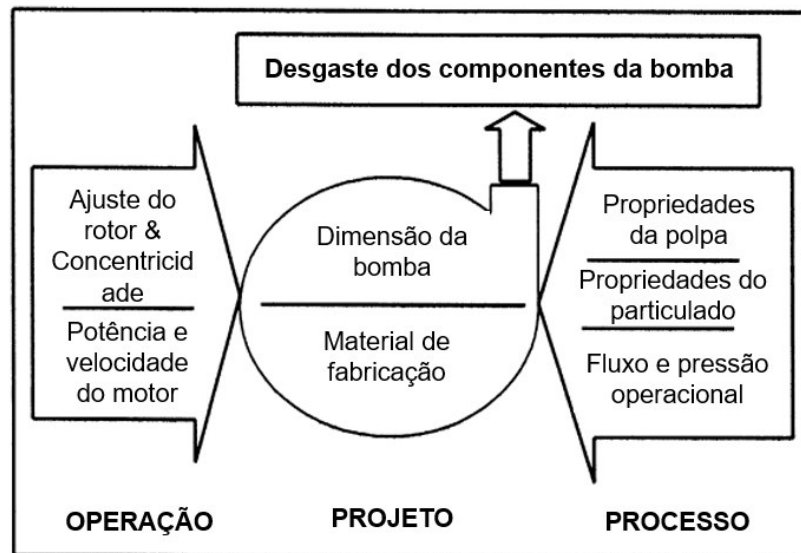 Desgaste dos componentes da bomba
Ajuste do
rotor &
Concentricid
ade
Potência e
velocidade
do motor
Dimensão da
bomba
Material de
fabricação
Propriedades
da polpa
Propriedades do
particulado
Fluxo e pressão
operacional
OPERAÇÃO
PROJETO
PROCESSO